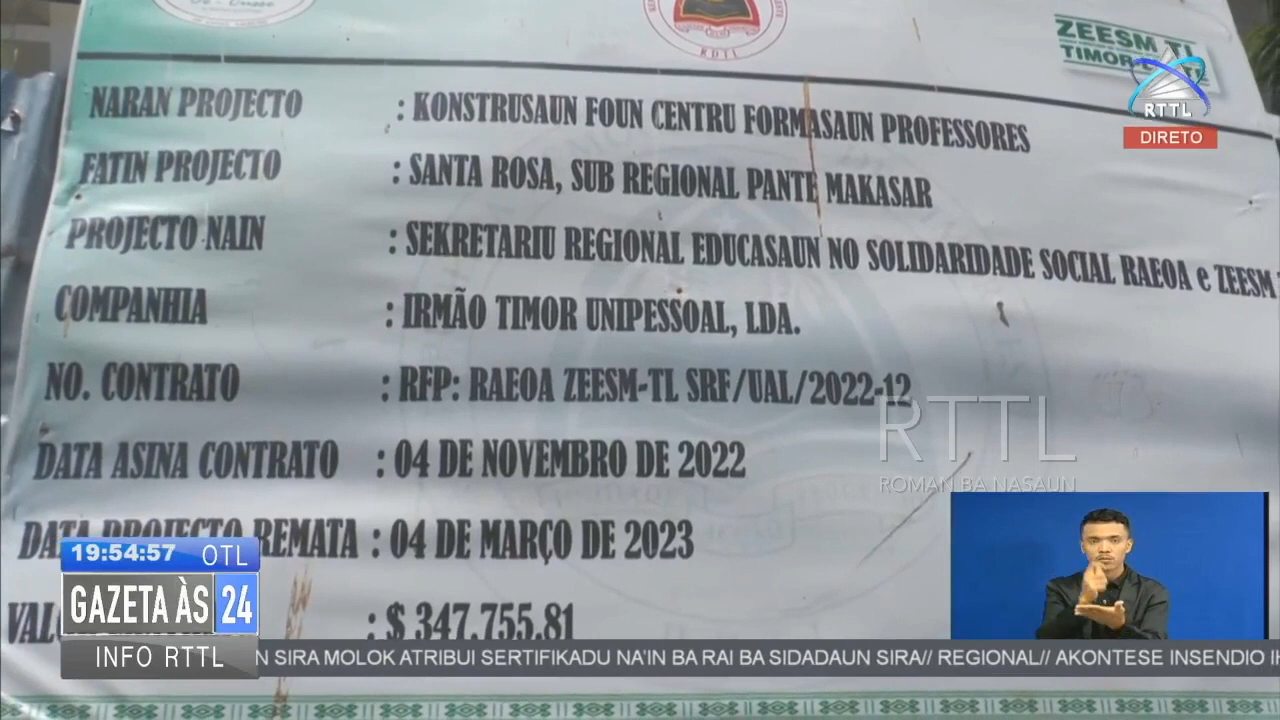 RDTL
ZEESM TL
RTTL
DIRETO
NARAN PROJECTO : KONSTRUSAUN FOUN CENTRU FORMASAUN PROFESSORES
FATIN PROJECTO : SANTA ROSA, SUB REGIONAL PANTE MAKASAR
PROJECTO NAIN : SEKRETARIU REGIONAL EDUCASAUN NO SOLIDARIDADE SOCIAL RAEOA e ZEESM
COMPANHIA : IRMÃO TIMOR UNIPESSOAL, LDA.
NO. CONTRATO : RFP: RAEOA ZEESM-TL SRF/UAL/2022-12
RTTL
ROMAN BA NASAUN
DATA ASINA CONTRATO : 04 DE NOVEMBRO DE 2022
DATA PROJECTO REMATA : 04 DE MARÇO DE 2023
: $ 347.755.81
19:54:57 OTL
GAZETA ÀS 24
INFO RTTL
N SIRA MOLOK ATRIBUI SERTIFIKADU NA'IN BA RAI BA SIDADAUN SIRA// REGIONAL// AKONTESE INSENDIO